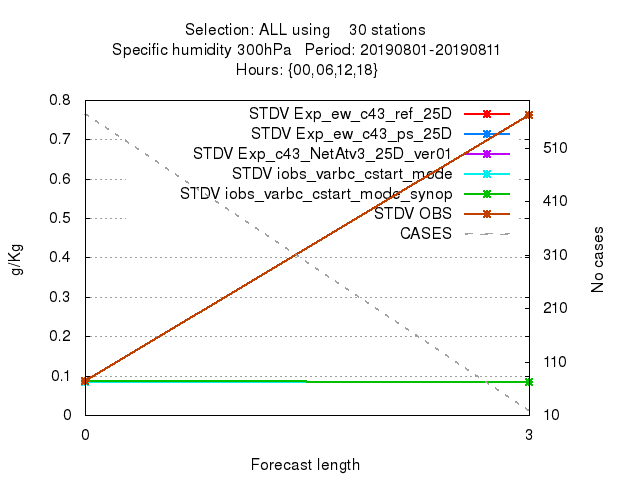 Selection: ALL using 30 stations
Specific humidity 300hPa Period: 20190801-20190811
Hours: {00,06,12,18}
STDV Exp_ew_c43_ref_25D
STDV Exp_ew_c43_ps_25D
STDV Exp_c43_NetAtv3_25D_ver01
STDV iobs_varbc_cstart_mode
STDV iobs_varbc_cstart_mode_synop
STDV OBS
CASES
0.8
0.7
0.6
0.5
0.4
0.3
0.2
0.1
0
g/Kg
510
410
310
210
110
10
No cases
0
3
Forecast length